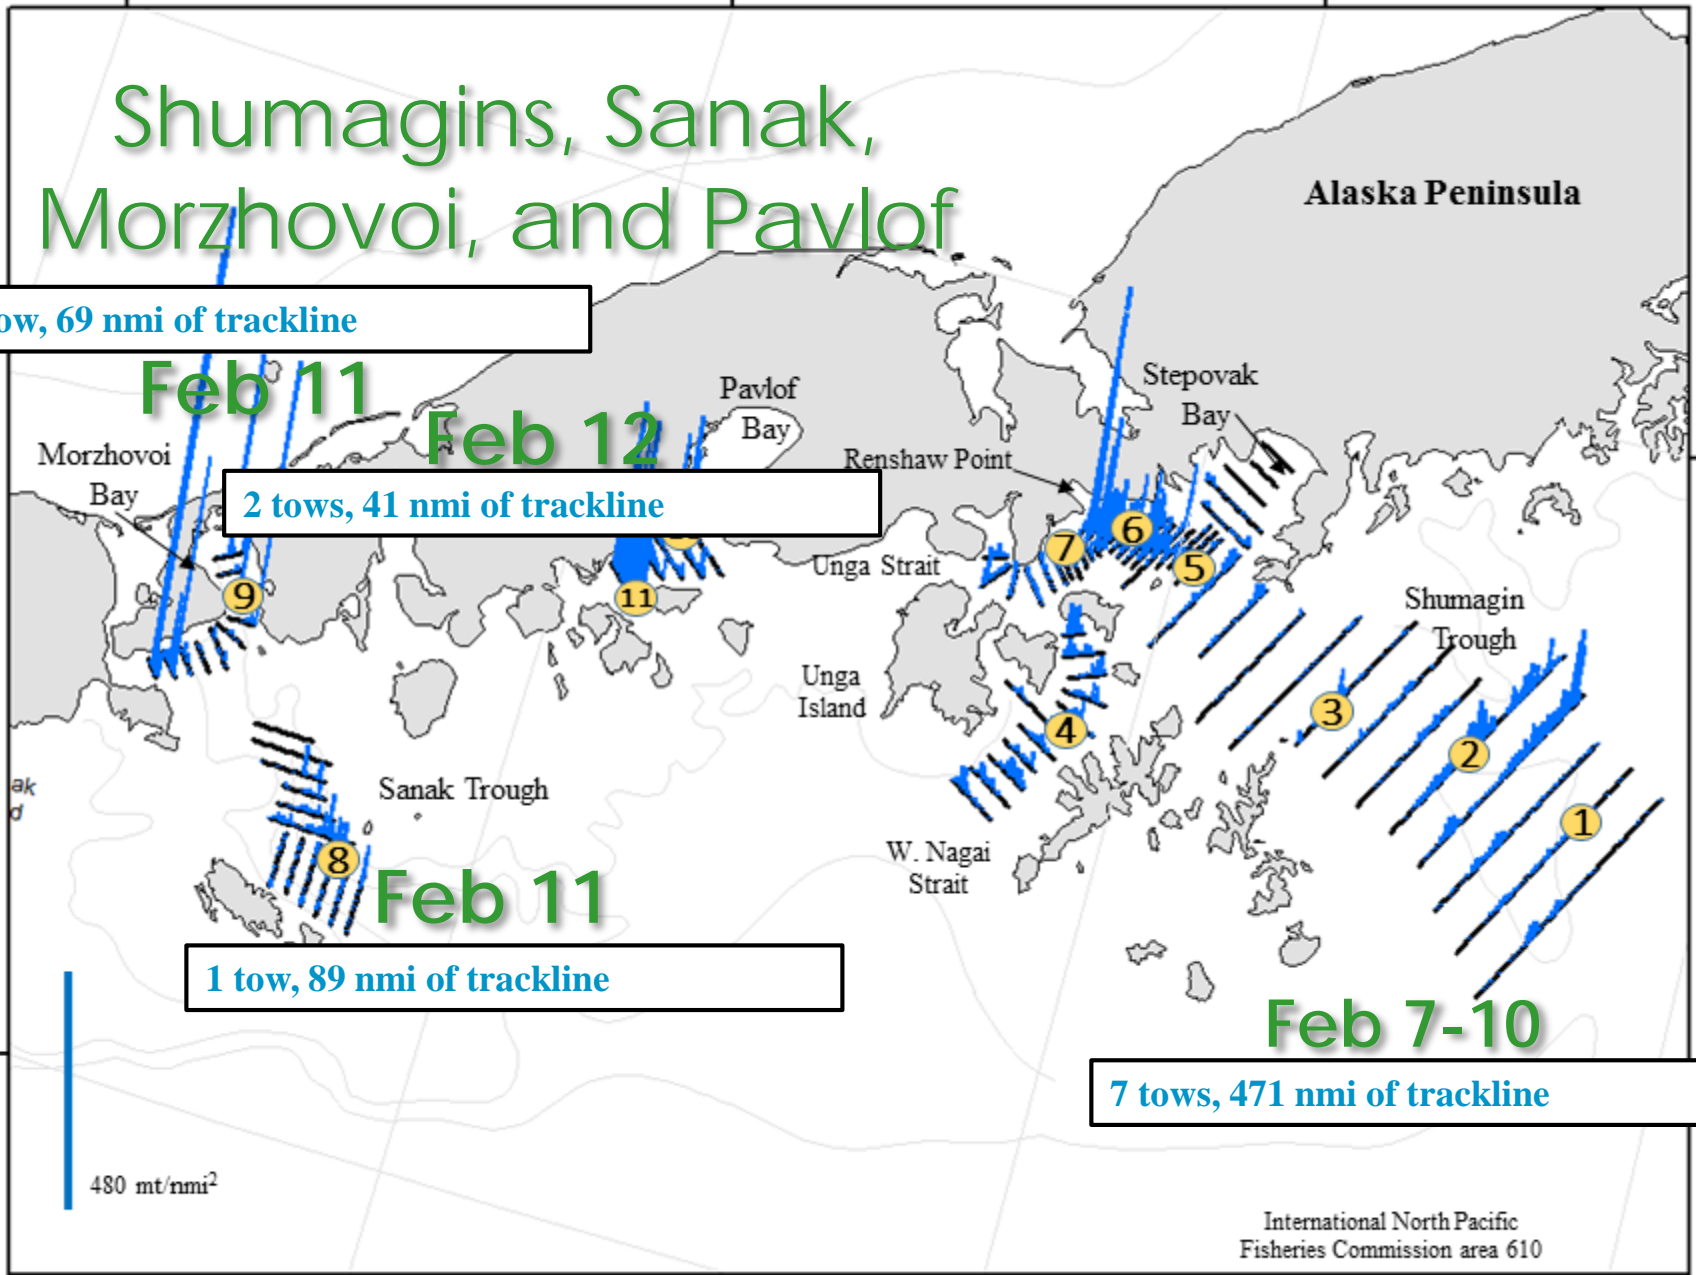 Shumagins, Sanak,
Morzhovoi, and Pavlof
Alaska Peninsula
69 nmi of trackline
Feb 11
Feb 12
Pavlof
Bay
Stepovak
Bay
Morzhovoi
Bay
Renshaw Point
2 tows, 41 nmi of trackline
6
7
5
Unga Strait
9
11
Shumagin
Trough
Unga
Island
3
4
2
Sanak Trough
ak
d
1
8
W. Nagai
Strait
Feb 11
1 tow, 89 nmi of trackline
Feb 7-10
7 tows, 471 nmi of trackline
480 mt/nmi²
International North Pacific
Fisheries Commission area 610